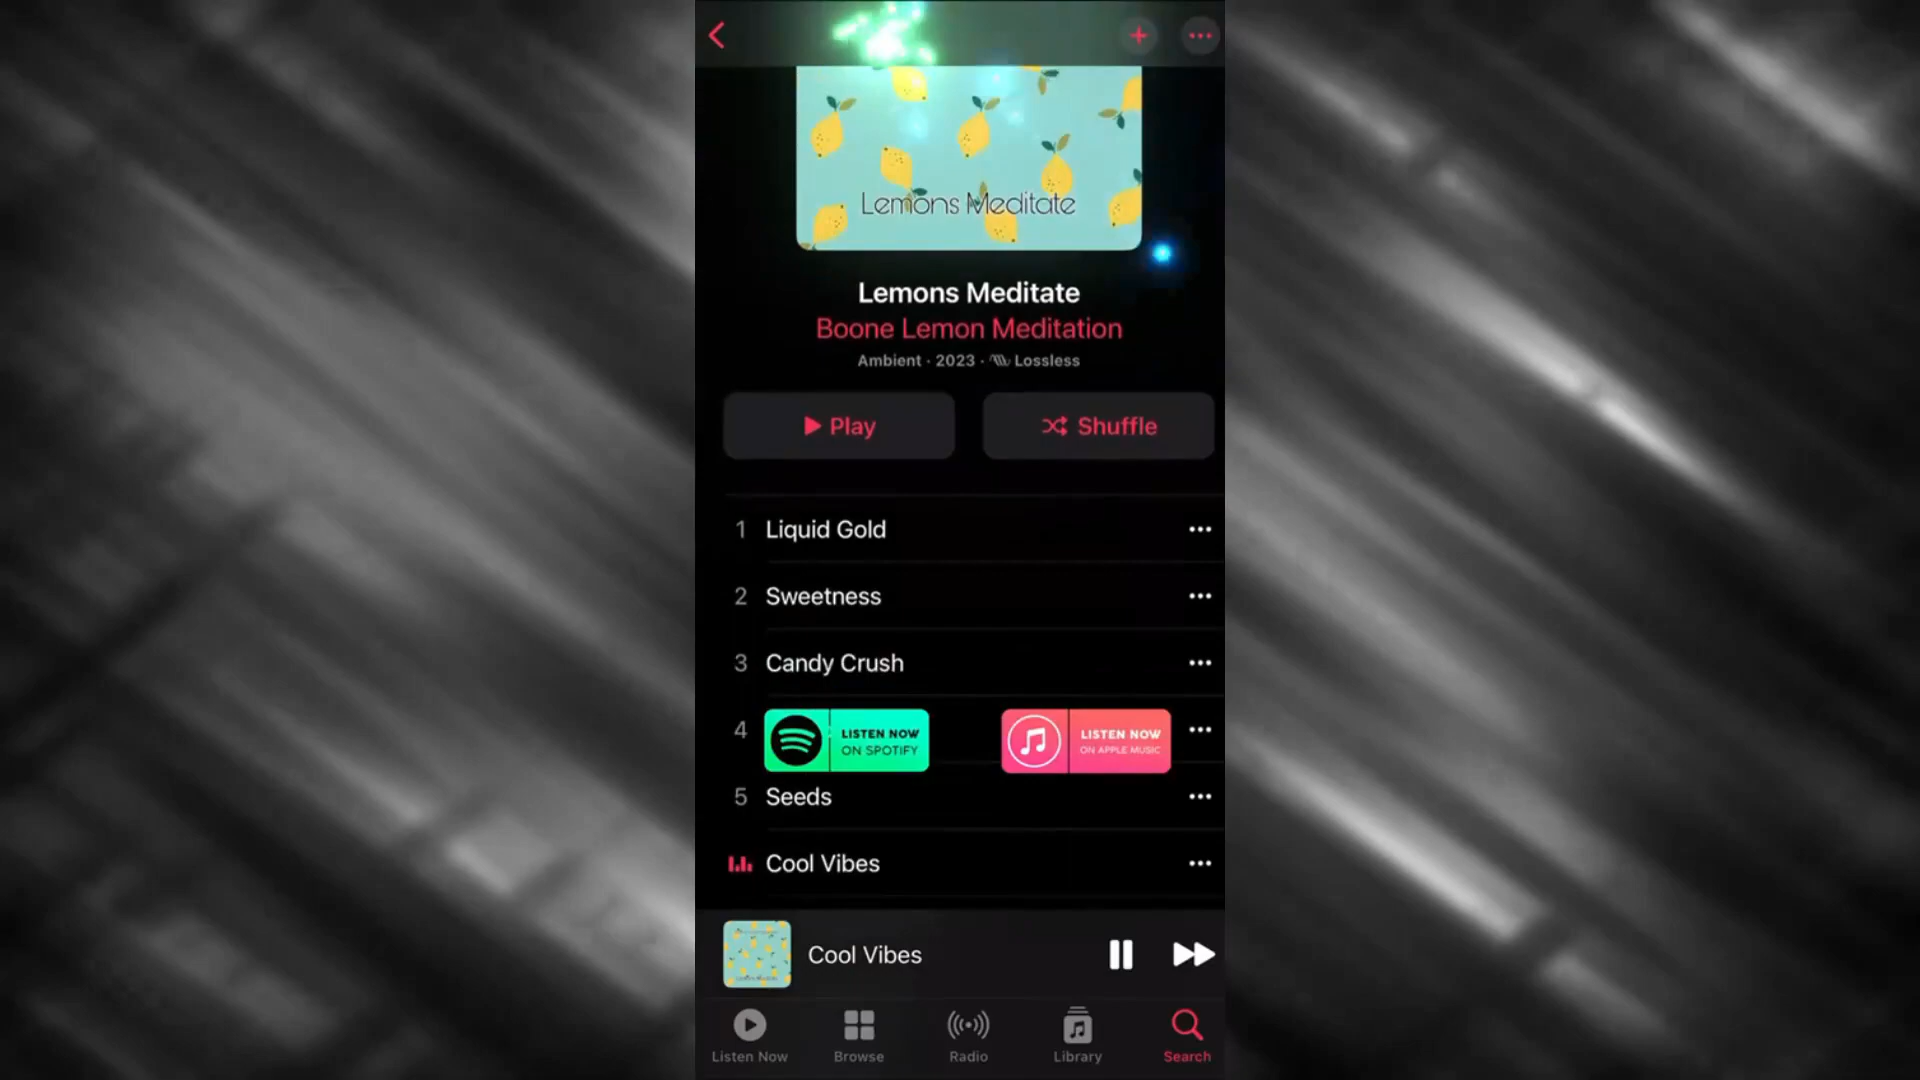 Lemons Meditate
Lemons Meditate
Boone Lemon Meditation
Ambient · 2023 · Lossless
Play
Shuffle
1 Liquid Gold
2 Sweetness
3 Candy Crush
4
LISTEN NOW
ON SPOTIFY
LISTEN NOW
ON APPLE MUSIC
5 Seeds
Cool Vibes
Cool Vibes
Listen Now
Browse
Radio
Library
Search